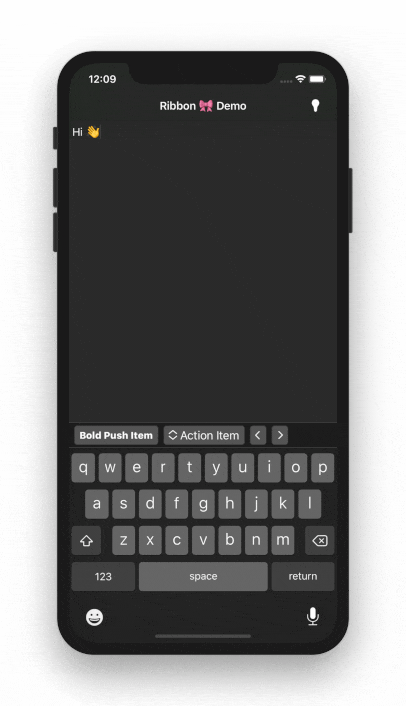 12:09
Ribbon 🎀 Demo
Hi 👋
Bold Push Item Action Item
q w e r t y u i o p
a s d f g h j k l
z x c v b n m
123 space return